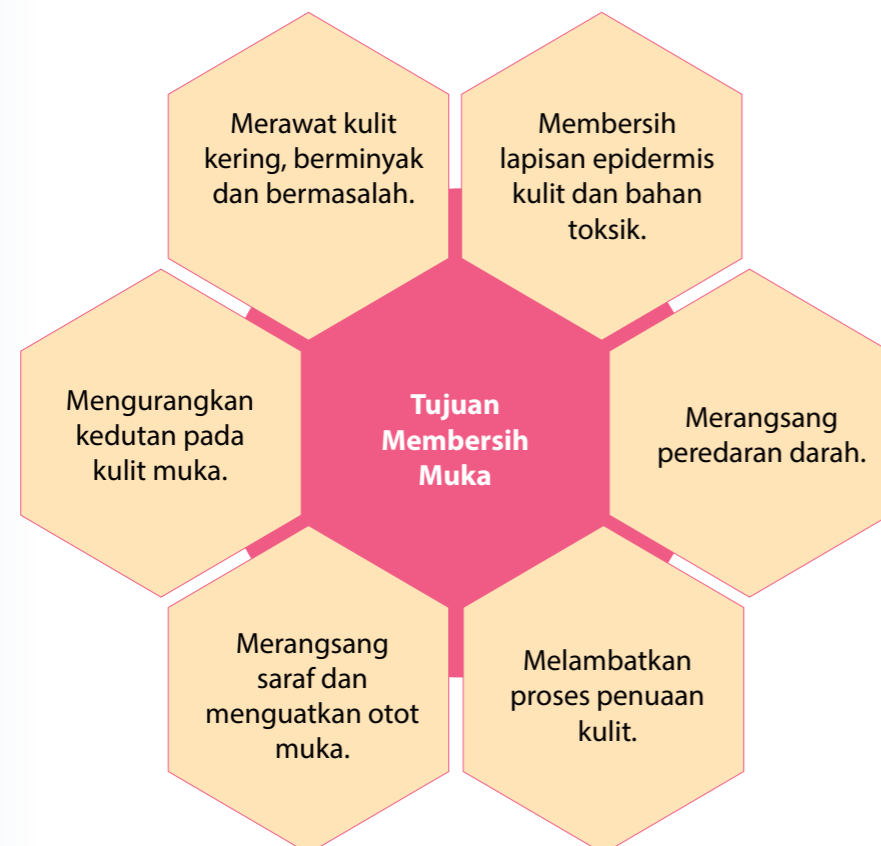 Merawat kulit
kering, berminyak
dan bermasalah.
Membersih
lapisan epidermis
kulit dan bahan
toksik.
Mengurangkan
kedutan pada
kulit muka.
Tujuan
Membersih
Muka
Merangsang
peredaran darah.
Merangsang
saraf dan
menguatkan otot
muka.
Melambatkan
proses penuaan
kulit.